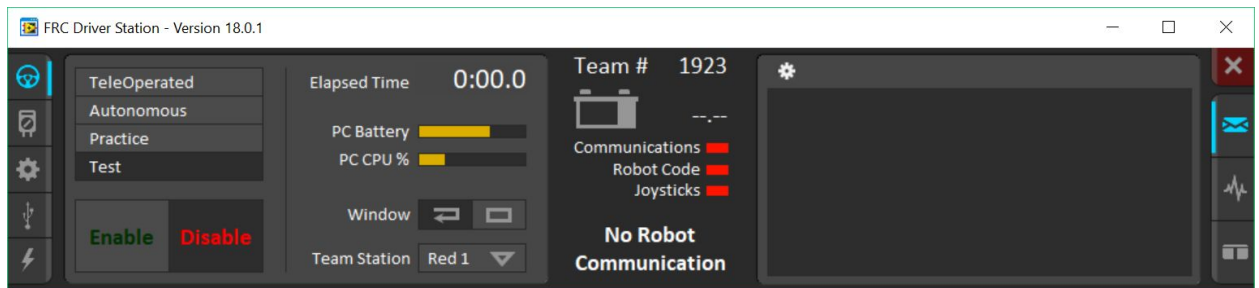 FRC Driver Station - Version 18.0.1
TeleOperated
Autonomous
Practice
Test
Enable Disable
Elapsed Time 0:00.0
PC Battery
PC CPU %
Window
Team Station Red 1
Team # 1923
--.--
Communications
Robot Code
Joysticks
No Robot
Communication